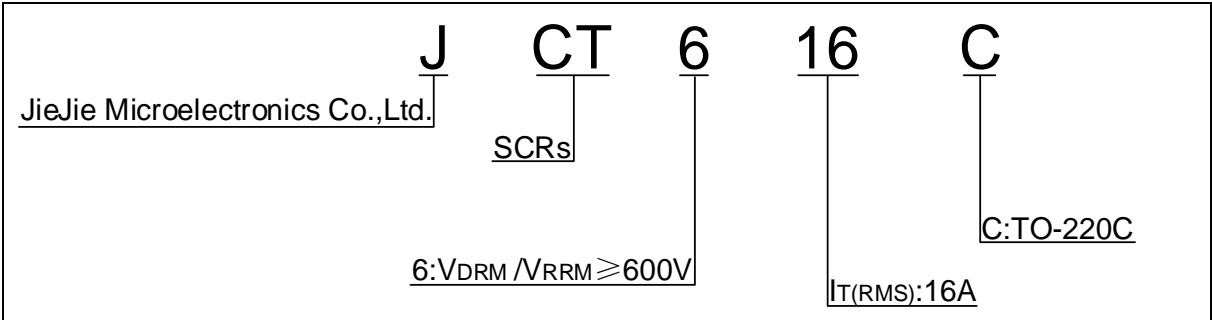 J CT 6 16 C
JieJie Microelectronics Co.,Ltd.
SCRs
C:TO-220C
6:VDRM /VRRM≥600V
IT(RMS):16A